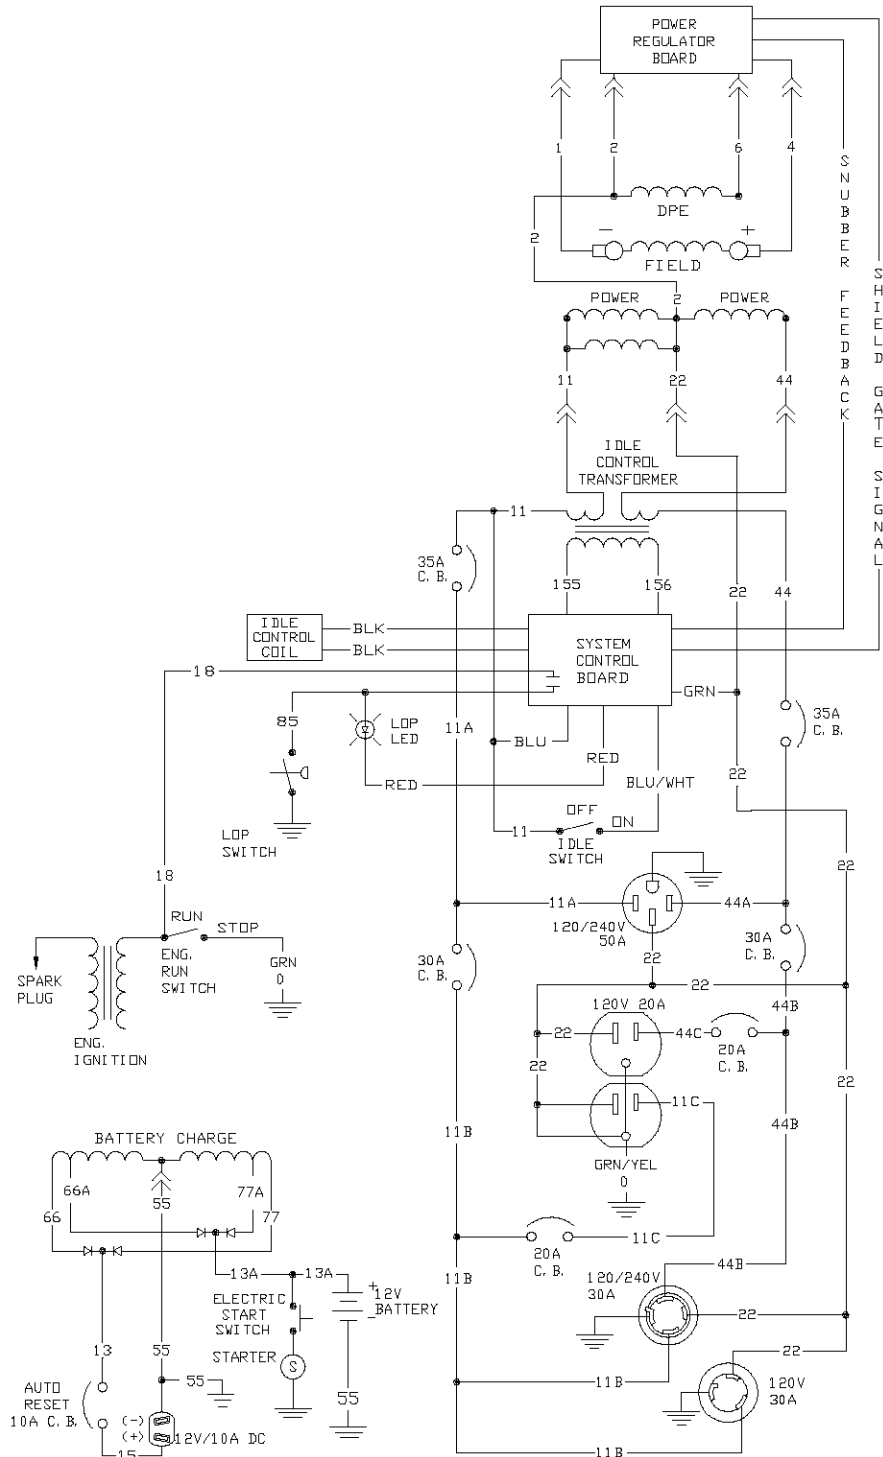 POWER
REGULATOR
BOARD
1
2
6
4
DPE
2
−
+
FIELD
SNUBBER FEEDBACK
SHIELD GATE SIGNAL
POWER
2
POWER
11
22
44
IDLE
CONTROL
TRANSFORMER
11
35A
C. B.
155
156
22
44
IDLE
CONTROL
COIL
BLK
BLK
SYSTEM
CONTROL
BOARD
18
GRN
85
LOP
LED
11A
BLU
RED
RED
BLU/WHT
22
35A
C. B.
LOP
SWITCH
OFF
ON
11
IDLE
SWITCH
22
18
11A
44A
120/240V
50A
RUN
STOP
SPARK
PLUG
ENG.
RUN
SWITCH
GRN
0
ENG.
IGNITION
30A
C. B.
30A
C. B.
22
22
44B
120V 20A
22
44C
20A
C. B.
22
22
11C
11B
44B
GRN/YEL
0
BATTERY CHARGE
66A
77A
55
66
77
11C
20A
C. B.
13A
13A
11B
44B
120/240V
30A
ELECTRIC
START
SWITCH
+
12V
BATTERY
−
22
13
55
STARTER
S
22
55
55
11B
120V
30A
AUTO
RESET
10A C. B.
(-)
(+)
12V/10A DC
15
11B